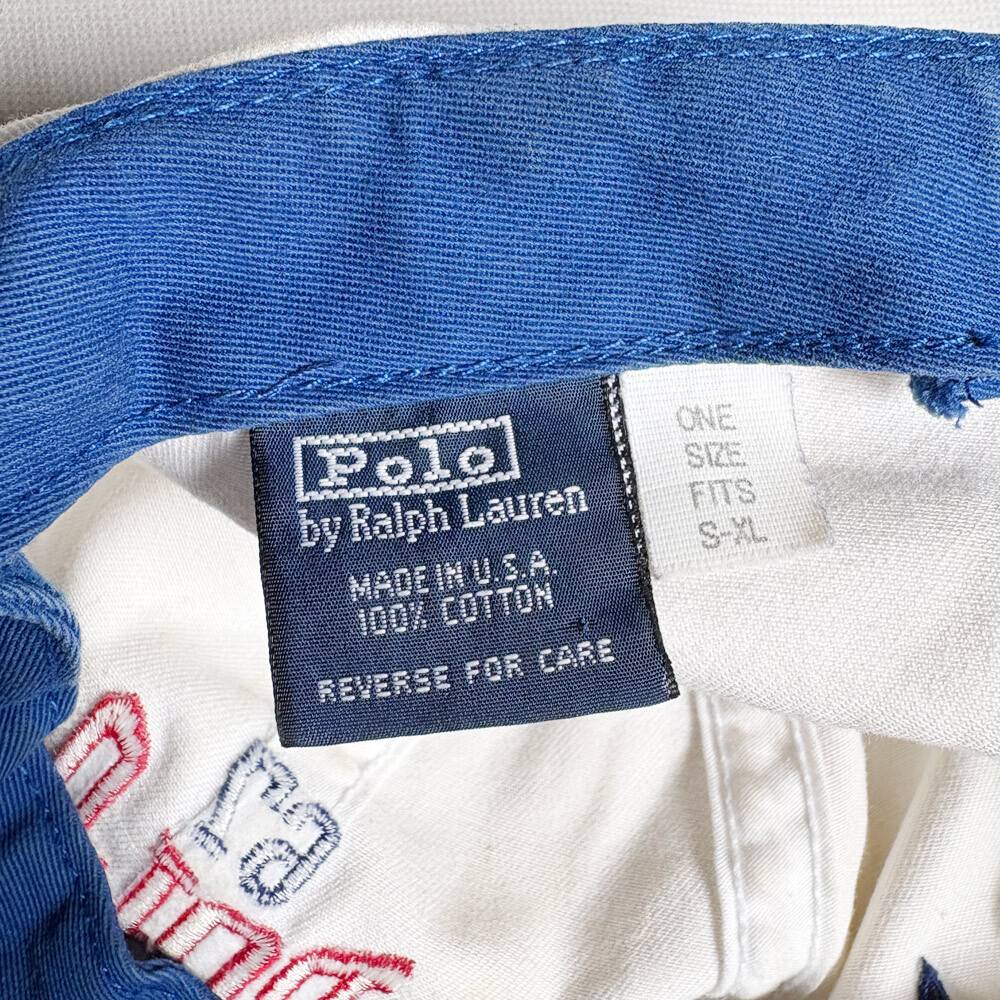 Polo
by Ralph Lauren
MADE IN U.S.A.
100% COTTON
REVERSE FOR CARE
ONE
SIZE
FITS
S-XL